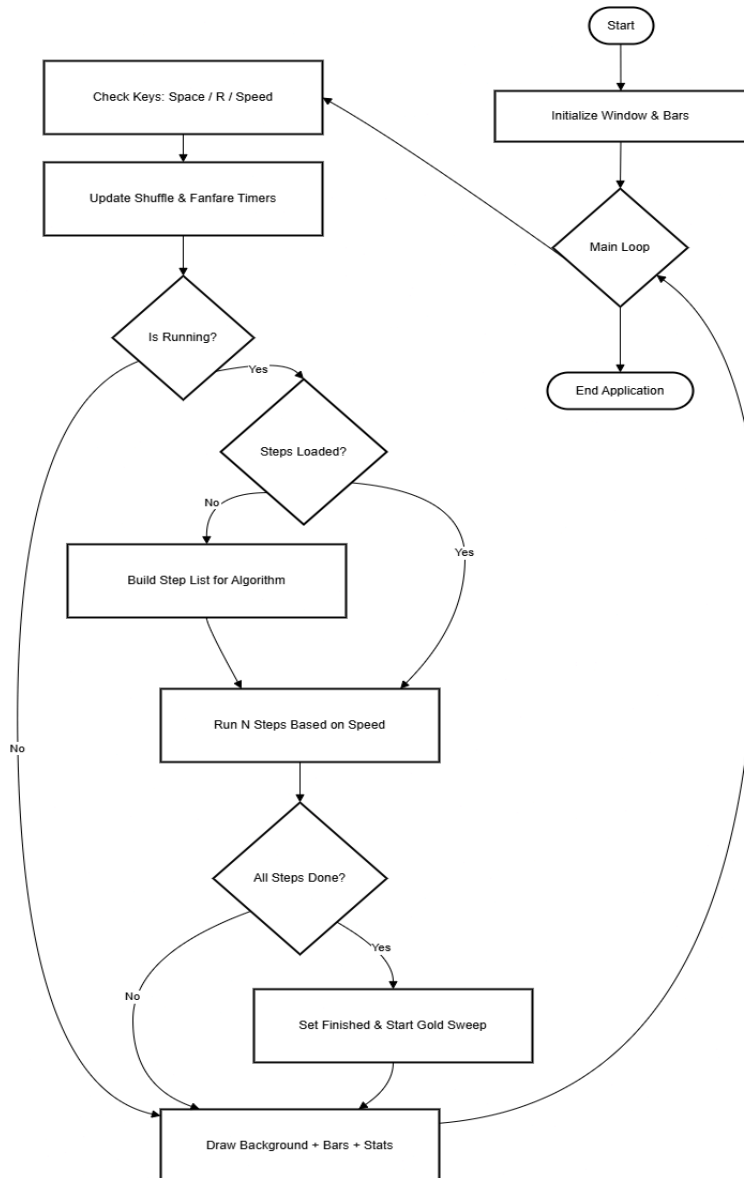 Start
Initialize Window & Bars
Main Loop
End Application
Check Keys: Space / R / Speed
Update Shuffle & Fanfare Timers
Is Running?
Yes
Steps Loaded?
No
Yes
Build Step List for Algorithm
Run N Steps Based on Speed
No
All Steps Done?
Yes
No
Set Finished & Start Gold Sweep
Draw Background + Bars + Stats